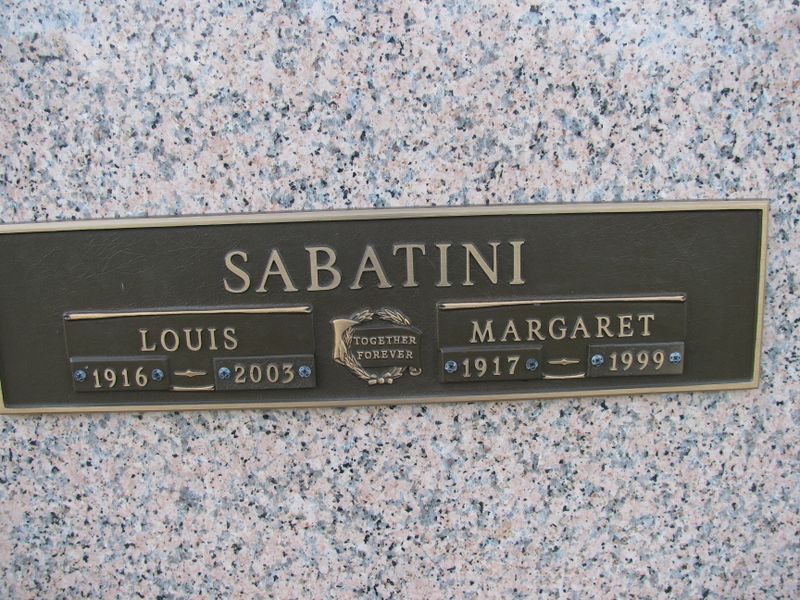 SABATINI
LOUIS
1916 2003
TOGETHER
FOREVER
MARGARET
1917 1999